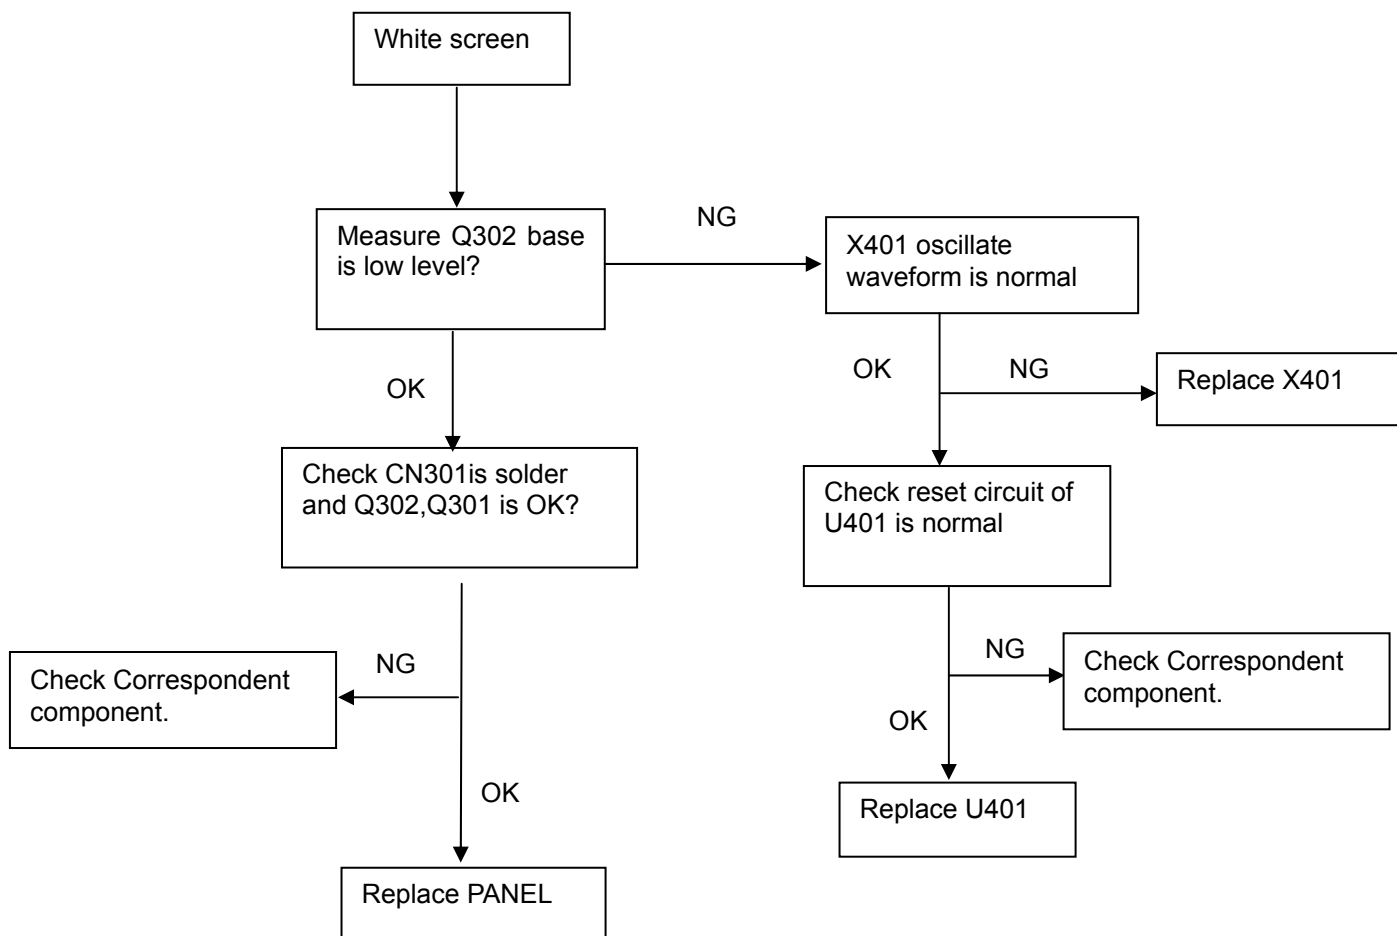 White screen
Measure Q302 base
is low level?
NG
X401 oscillate
waveform is normal
OK
OK
NG
Replace X401
Check CN301is solder
and Q302,Q301 is OK?
Check reset circuit of
U401 is normal
NG
Check Correspondent
component.
NG
Check Correspondent
component.
OK
OK
Replace U401
Replace PANEL